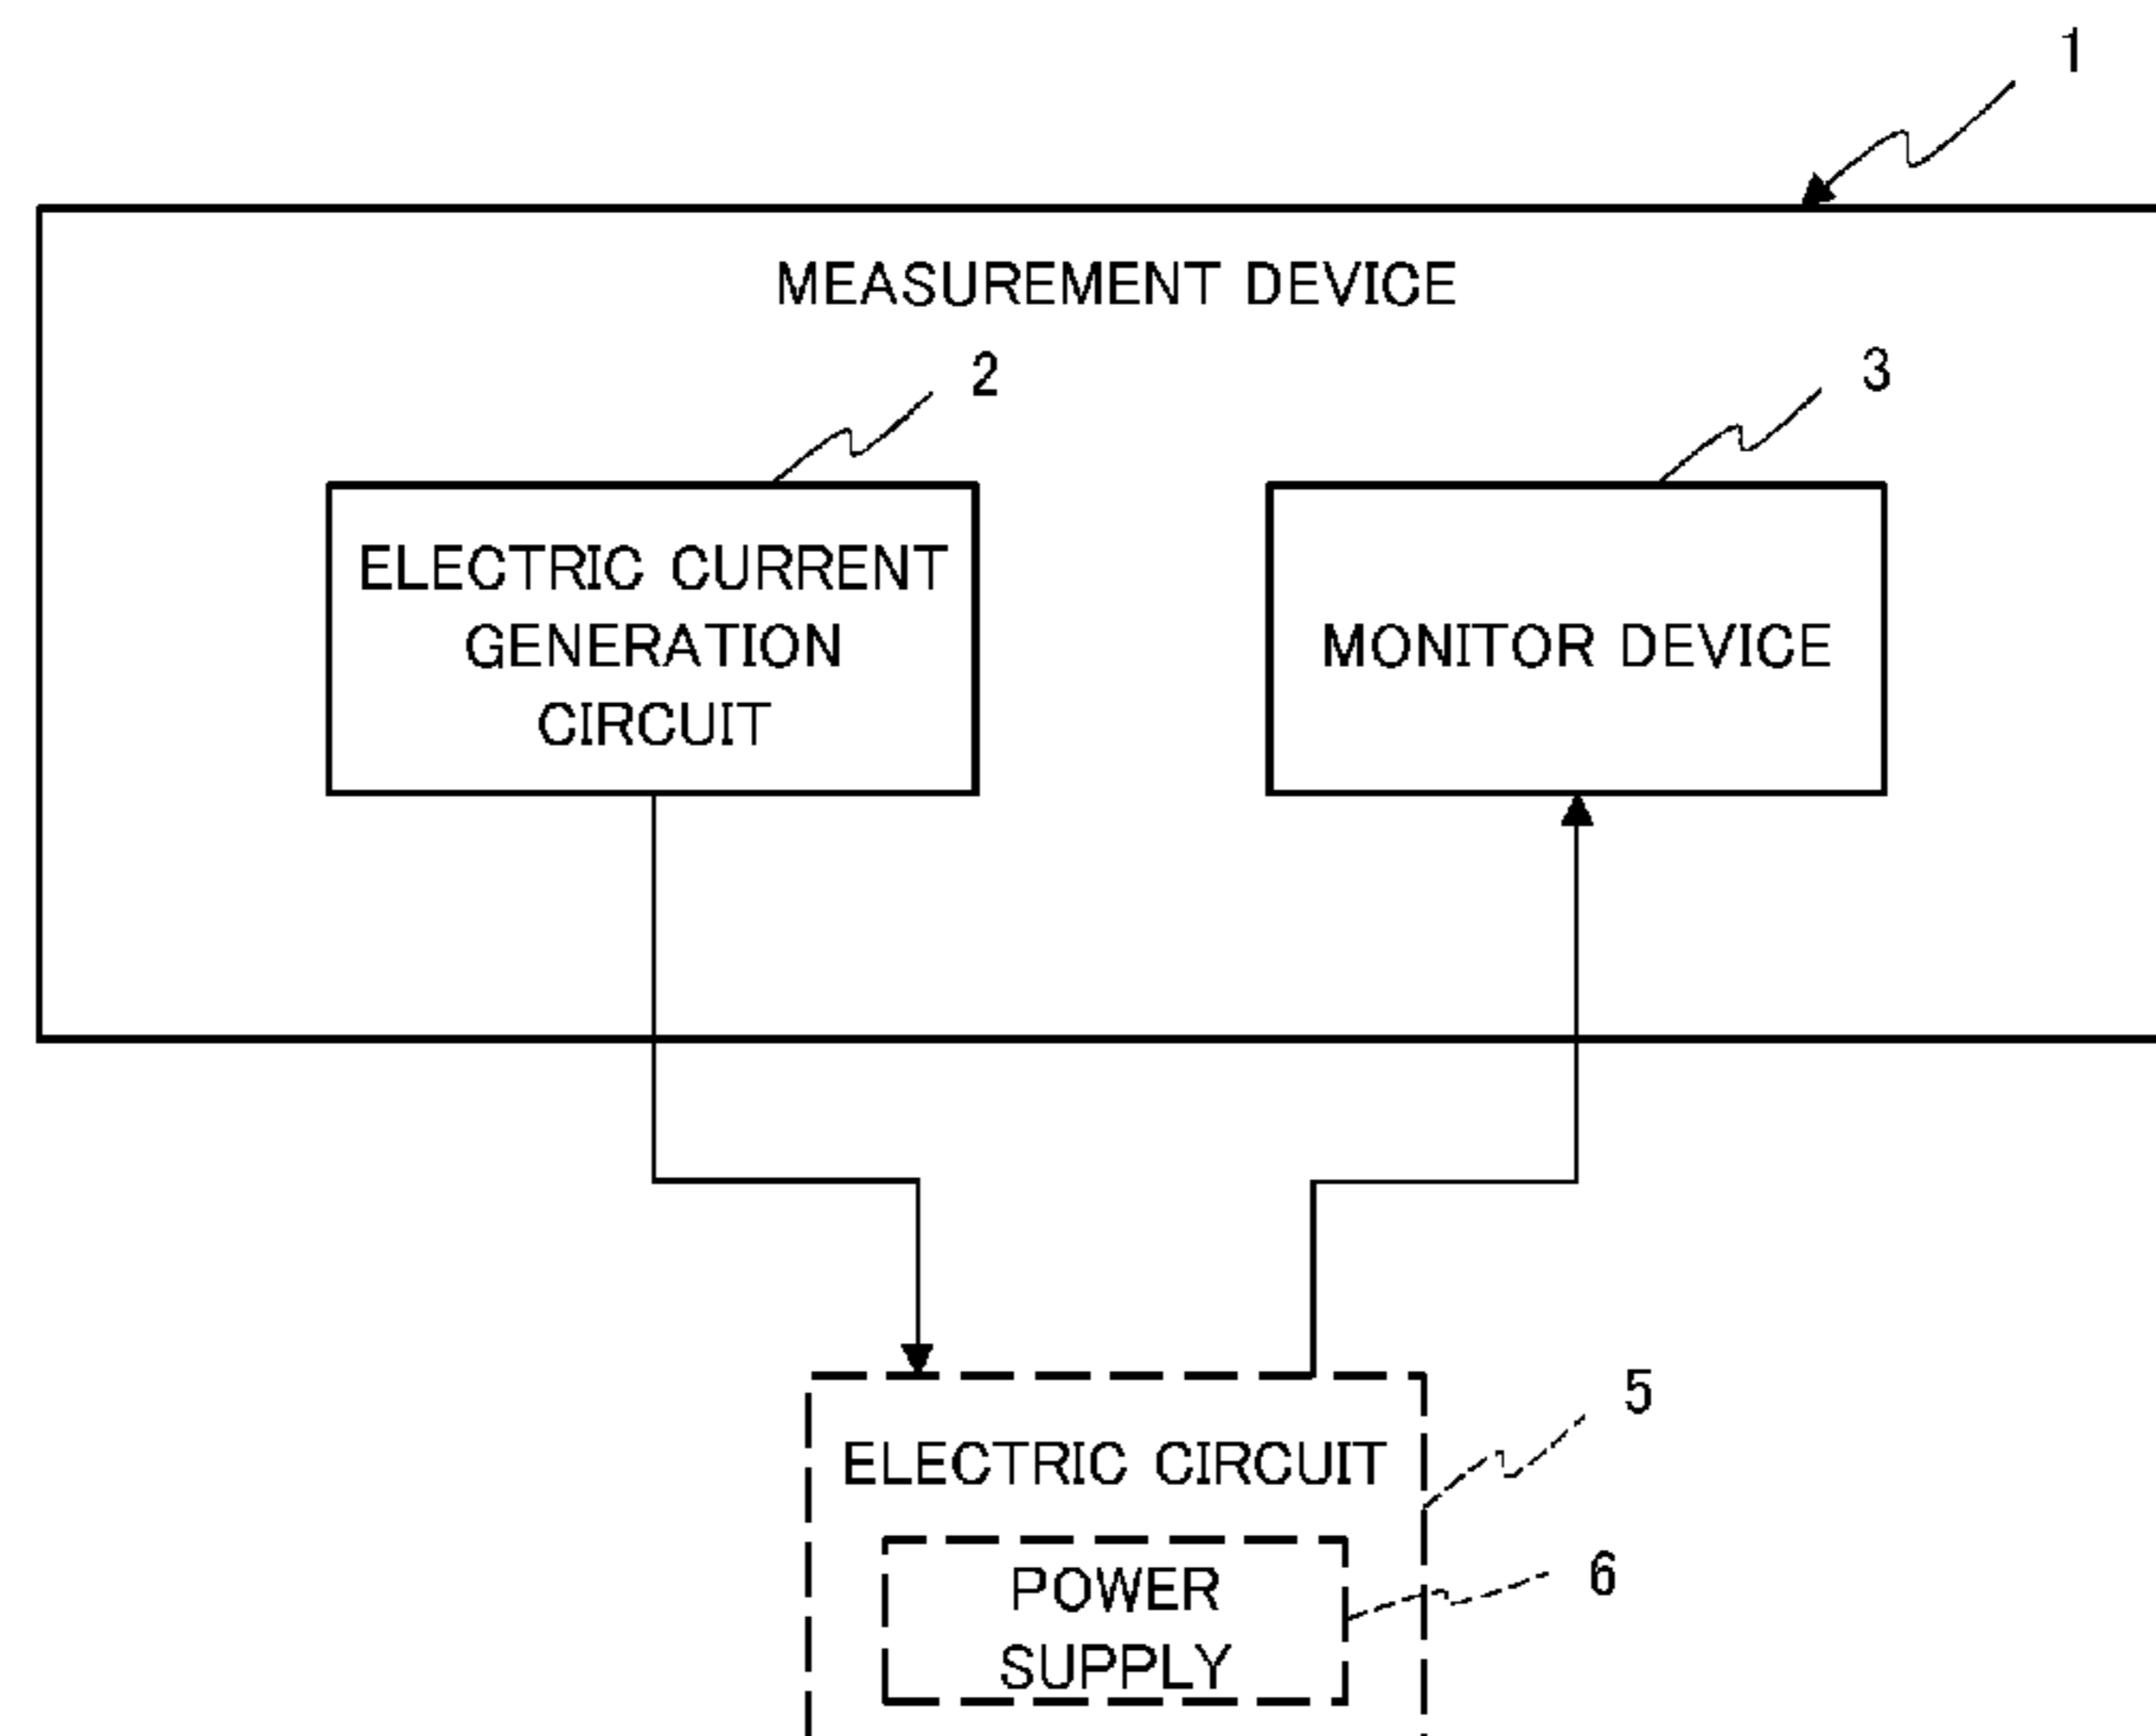 1
MEASUREMENT DEVICE
2
3
ELECTRIC CURRENT
GENERATION
CIRCUIT
MONITOR DEVICE
5
ELECTRIC CIRCUIT
6
POWER
SUPPLY